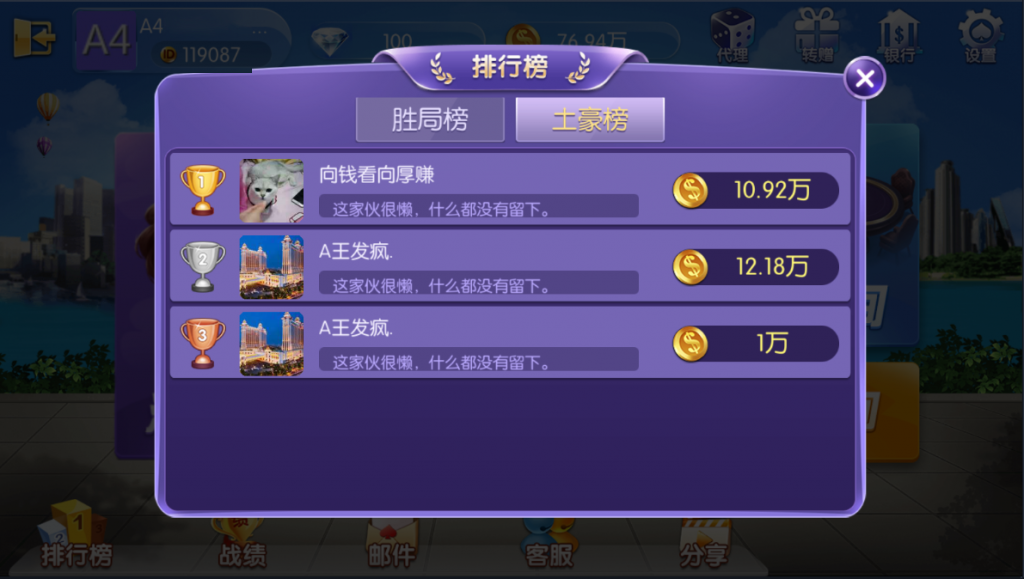 A4
A4
119087
100
76.94万
代理
转赠
银行
设置
排行榜
胜局榜
土豪榜
1
向钱看向厚赚
这家伙很懒，什么都没有留下。
10.92万
2
A王发疯.
这家伙很懒，什么都没有留下。
12.18万
3
A王发疯.
这家伙很懒，什么都没有留下。
1万
1
2
排行榜
战绩
邮件
客服
分享